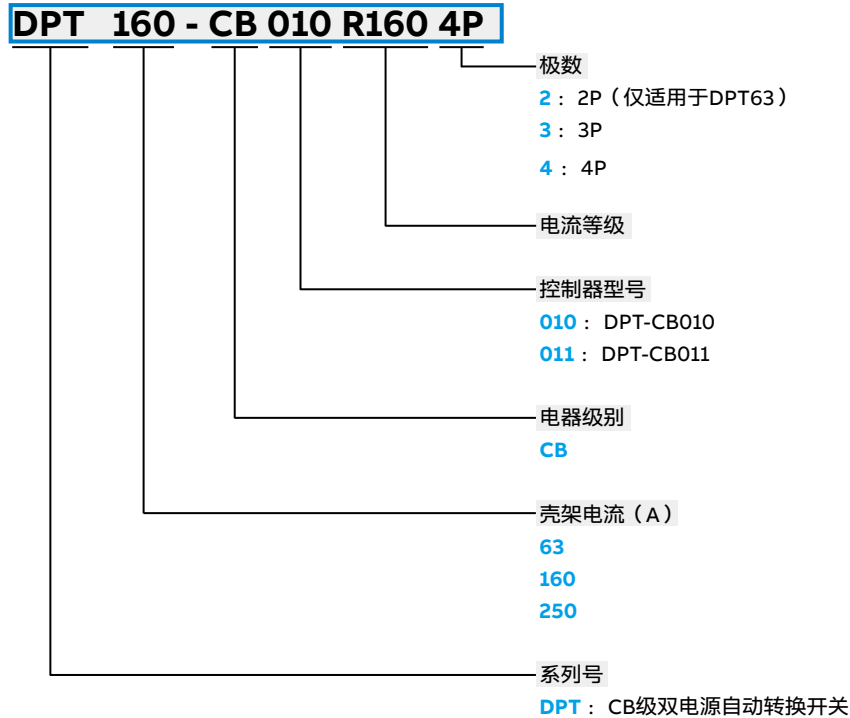 DPT 160 - CB 010 R160 4P
极数
2： 2P（仅适用于DPT63）
3： 3P
4： 4P
电流等级
控制器型号
010： DPT-CB010
011： DPT-CB011
电器级别
CB
壳架电流（A）
63
160
250
系列号
DPT： CB级双电源自动转换开关